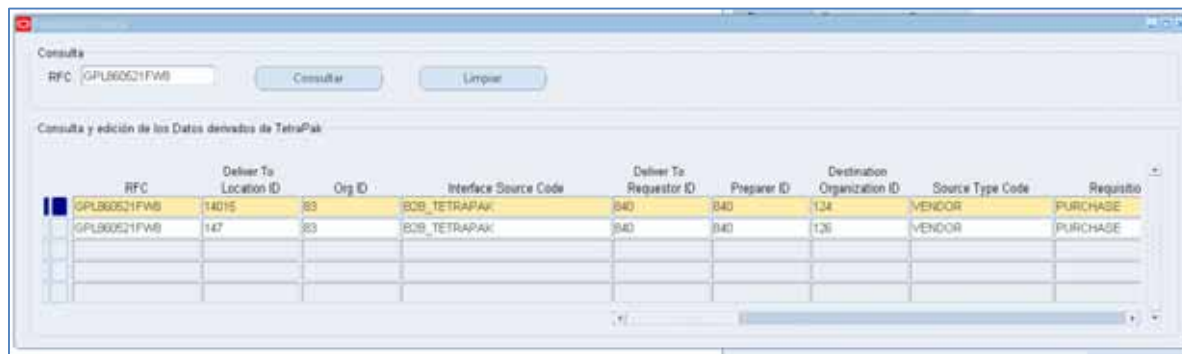 Consulta
RFC GPL860521FW8 Consultar Limpiar
Consulta y edición de los Datos derivados de TetraPak
RFC Deliver To Location ID Org ID Interface Source Code Deliver To Requestor ID Preparer ID Destination Organization ID Source Type Code Requisitio
GPL860521FW8 14015 83 B2B_TETRAPAK 840 840 124 VENDOR PURCHASE
GPL860521FW8 147 83 B2B_TETRAPAK 840 840 126 VENDOR PURCHASE